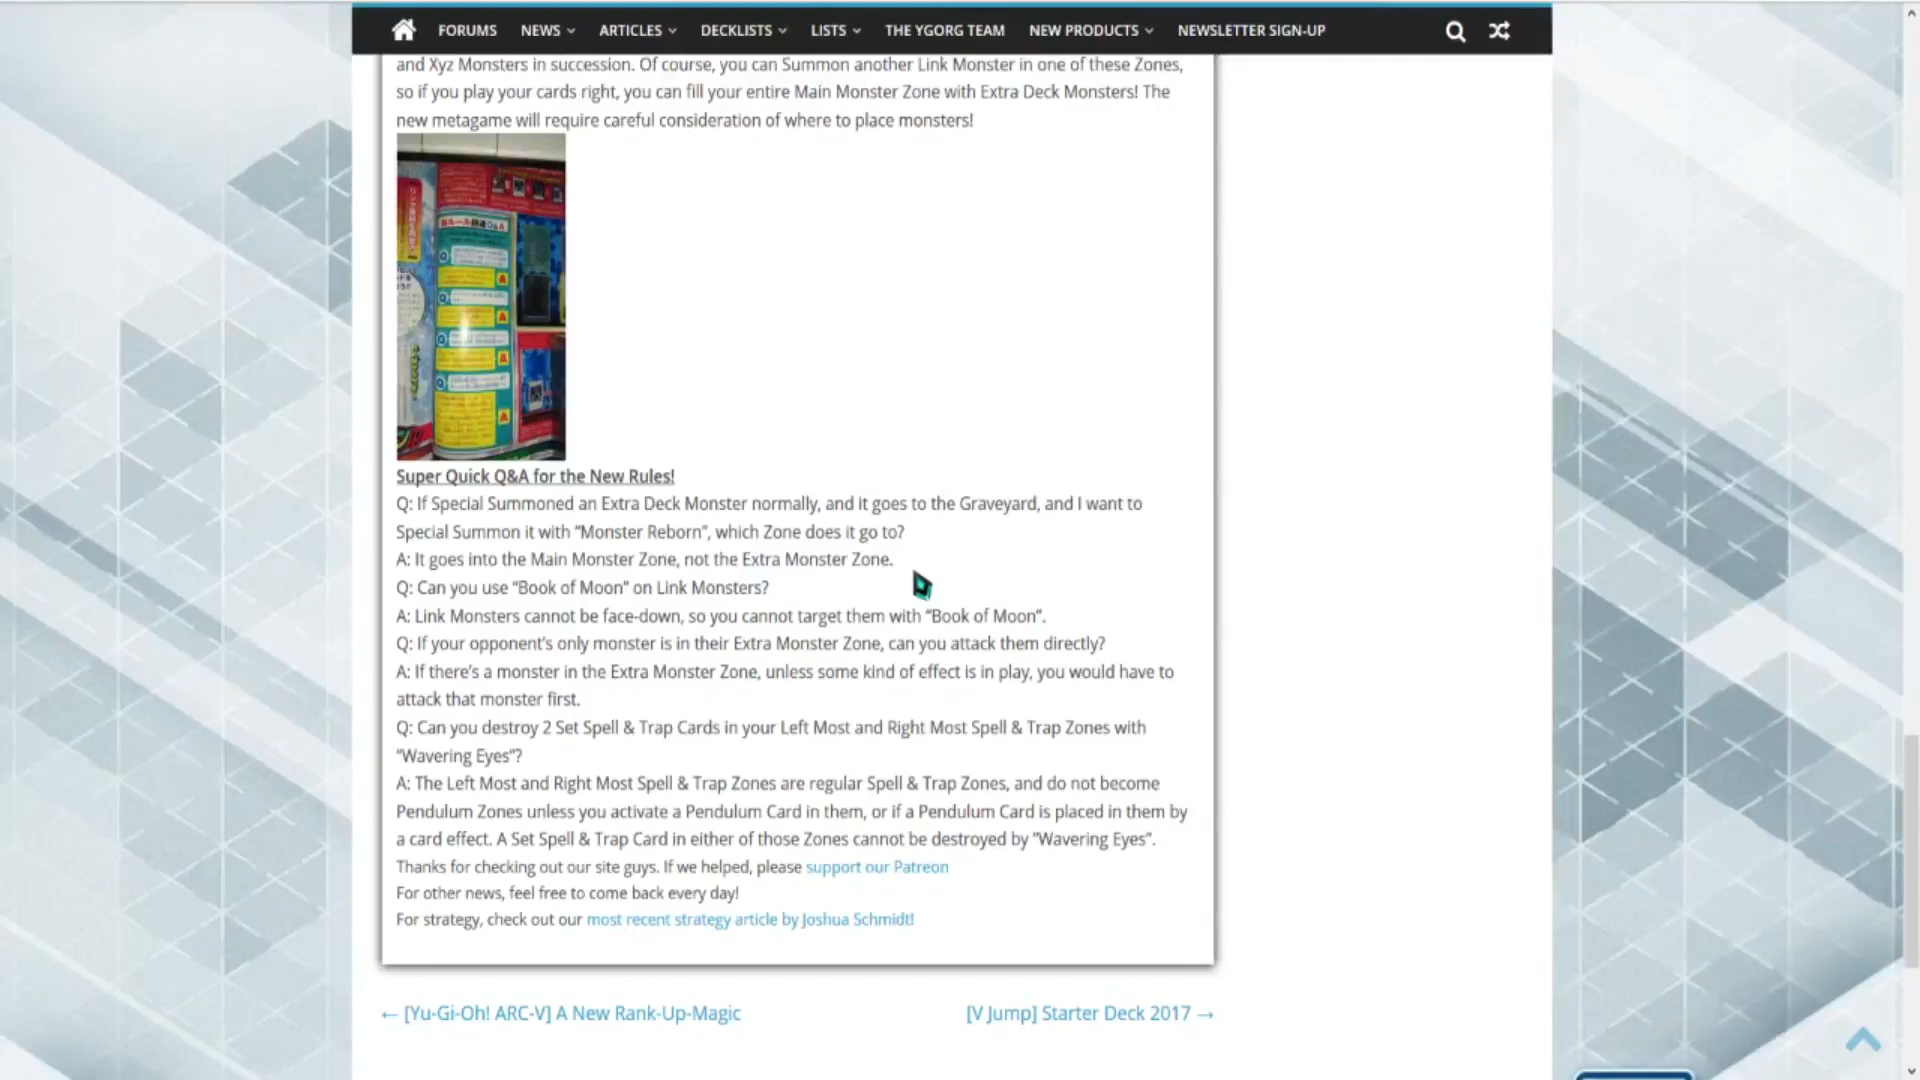 FORUMS NEWS ARTICLES DECKLISTS LISTS THE YGORG TEAM NEW PRODUCTS NEWSLETTER SIGN-UP
and Xyz Monsters in succession. Of course, you can Summon another Link Monster in one of these Zones,
so if you play your cards right, you can fill your entire Main Monster Zone with Extra Deck Monsters! The
new metagame will require careful consideration of where to place monsters!
Super Quick Q&A for the New Rules!
Q: If Special Summoned an Extra Deck Monster normally, and it goes to the Graveyard, and I want to
Special Summon it with “Monster Reborn”, which Zone does it go to?
A: It goes into the Main Monster Zone, not the Extra Monster Zone.
Q: Can you use “Book of Moon” on Link Monsters?
A: Link Monsters cannot be face-down, so you cannot target them with “Book of Moon”.
Q: If your opponent’s only monster is in their Extra Monster Zone, can you attack them directly?
A: If there’s a monster in the Extra Monster Zone, unless some kind of effect is in play, you would have to
attack that monster first.
Q: Can you destroy 2 Set Spell & Trap Cards in your Left Most and Right Most Spell & Trap Zones with
“Wavering Eyes”?
A: The Left Most and Right Most Spell & Trap Zones are regular Spell & Trap Zones, and do not become
Pendulum Zones unless you activate a Pendulum Card in them, or if a Pendulum Card is placed in them by
a card effect. A Set Spell & Trap Card in either of those Zones cannot be destroyed by “Wavering Eyes”.
Thanks for checking out our site guys. If we helped, please support our Patreon
For other news, feel free to come back every day!
For strategy, check out our most recent strategy article by Joshua Schmidt!
← [Yu-Gi-Oh! ARC-V] A New Rank-Up-Magic
[V Jump] Starter Deck 2017 →